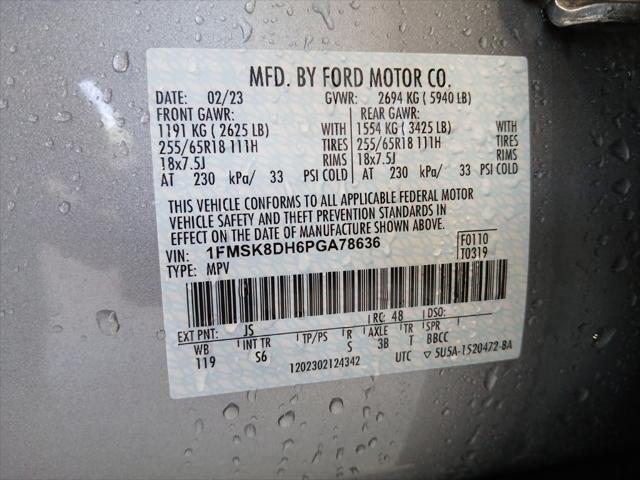 MFD. BY FORD MOTOR CO.
DATE: 02/23 GVWR: 2694 KG ( 5940 LB)
FRONT GAWR: REAR GAWR:
1191 KG ( 2625 LB) WITH 1554 KG ( 3425 LB) WITH
255/65R18 111H TIRES 255/65R18 111H TIRES
18x7.5J RIMS 18x7.5J RIMS
AT 230 kPa/ 33 PSI COLD AT 230 kPa/ 33 PSI COLD
THIS VEHICLE CONFORMS TO ALL APPLICABLE FEDERAL MOTOR
VEHICLE SAFETY AND THEFT PREVENTION STANDARDS IN
EFFECT ON THE DATE OF MANUFACTURE SHOWN ABOVE.
VIN: 1FMSK8DH6PGA78636 F0110
TYPE: MPV T0319
EXT PNT: JS RC: 48 DSO:
WB INT TR TP/PS R AXLE TR SPR
119 S6 S 3B T BBCC
1202302124342 UTC ▽ 5U5A-1520472-BA